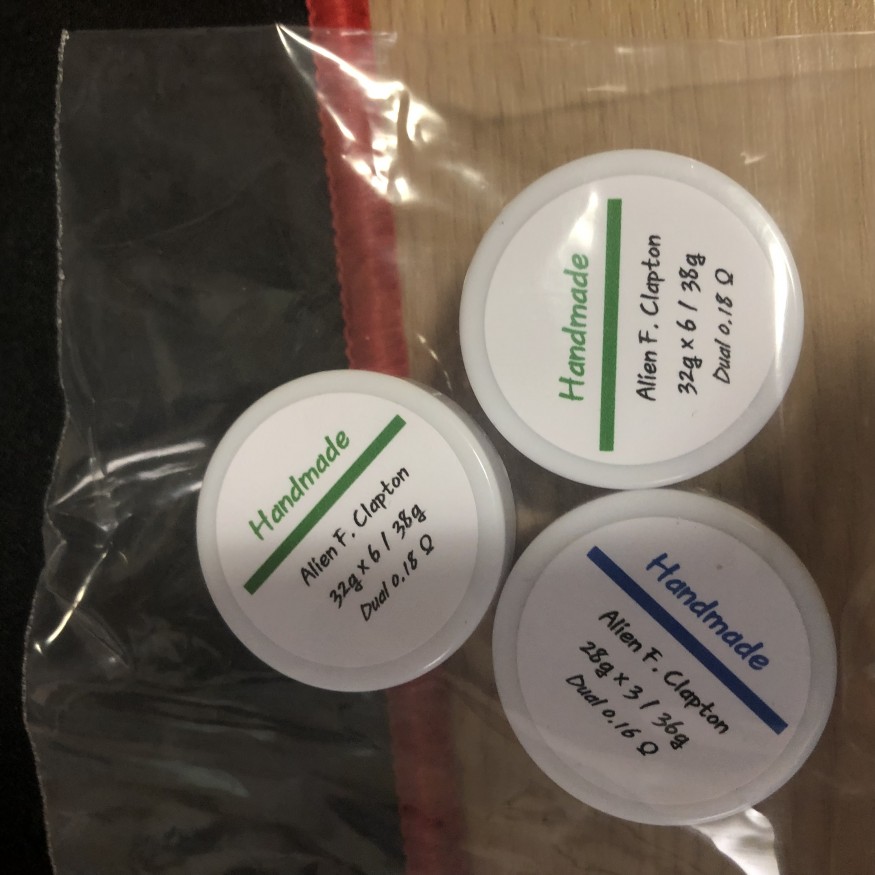 Handmade
Alien F. Clapton
32g x 6 / 38g
Dual 0.18 Ω
Handmade
Alien F. Clapton
32g x 6 / 38g
Dual 0.18 Ω
Handmade
Alien F. Clapton
28g x 3 / 36g
Dual 0.16 Ω